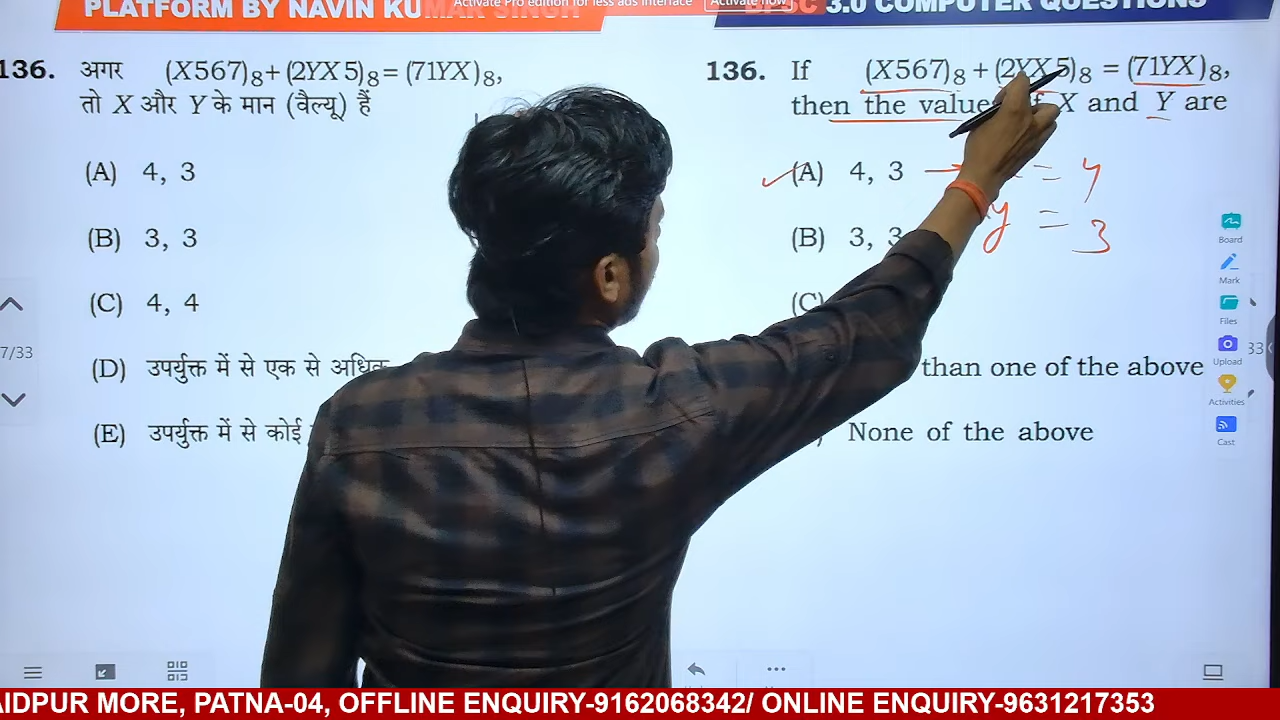 PLATFORM BY NAVIN KUMAR SINGH
Activate Pro edition for less ads interface
Activate now
BPSC 3.0 COMPUTER QUESTIONS
136. अगर (X567)₈ + (2YX5)₈ = (71YX)₈,
तो X और Y के मान (वैल्यू) हैं
(A) 4, 3
(B) 3, 3
(C) 4, 4
(D) उपर्युक्त में से एक से अधिक
(E) उपर्युक्त में से कोई
136. If (X567)₈ + (2YX5)₈ = (71YX)₈,
then the value X and Y are
(A) 4, 3
= 4
(B) 3, 3
y = 3
(C)
than one of the above
None of the above
7/33
33
Board
Mark
Files
Upload
Activities
Cast
AIDPUR MORE, PATNA-04, OFFLINE ENQUIRY-9162068342/ ONLINE ENQUIRY-9631217353